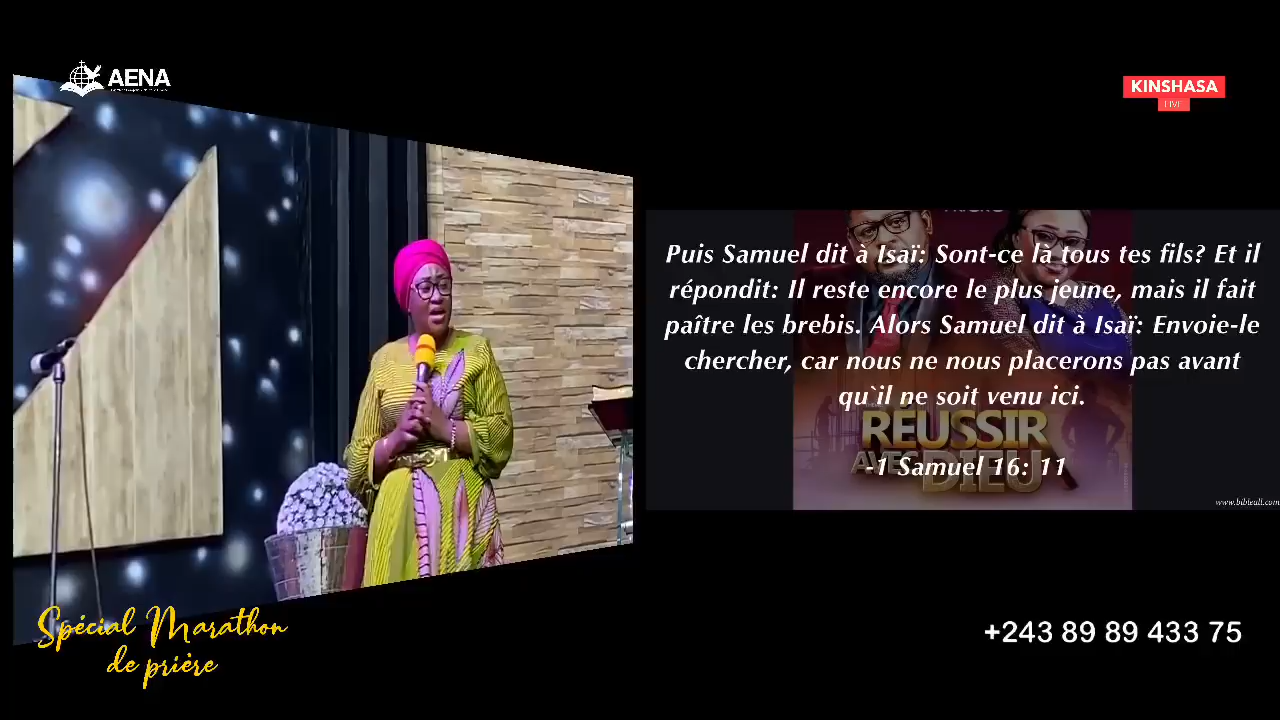 AENA
KINSHASA
LIVE
Puis Samuel dit à Isaï: Sont-ce là tous tes fils? Et il
répondit: Il reste encore le plus jeune, mais il fait
paître les brebis. Alors Samuel dit à Isaï: Envoie-le
chercher, car nous ne nous placerons pas avant
qu`il ne soit venu ici.
RÉUSSIR
AVEC
DIEU
-1 Samuel 16: 11
www.bibleall.com
Spécial Marathon
de prière
+243 89 89 433 75